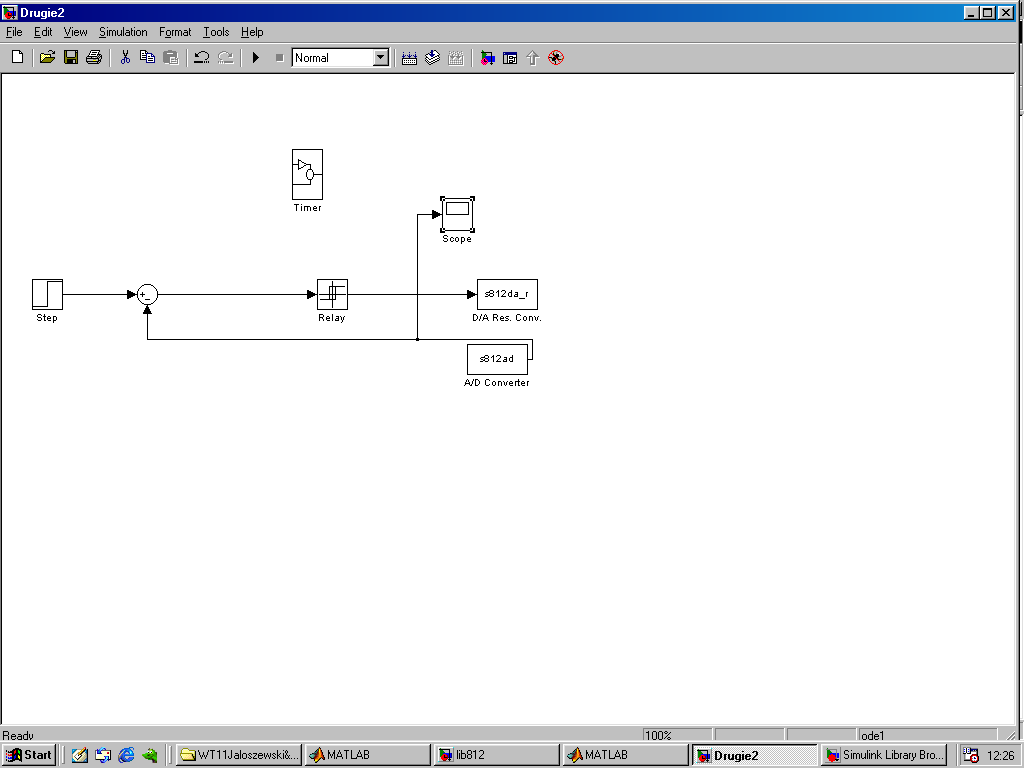 Drugie2
File Edit View Simulation Format Tools Help
Normal
Timer
Scope
Step
+
-
Relay
s812da_r
D/A Res. Conv.
s812ad
A/D Converter
Ready 100% ode1
Start WT11Jaloszewski&... MATLAB lib812 MATLAB Drugie2 Simulink Library Bro... 12:26